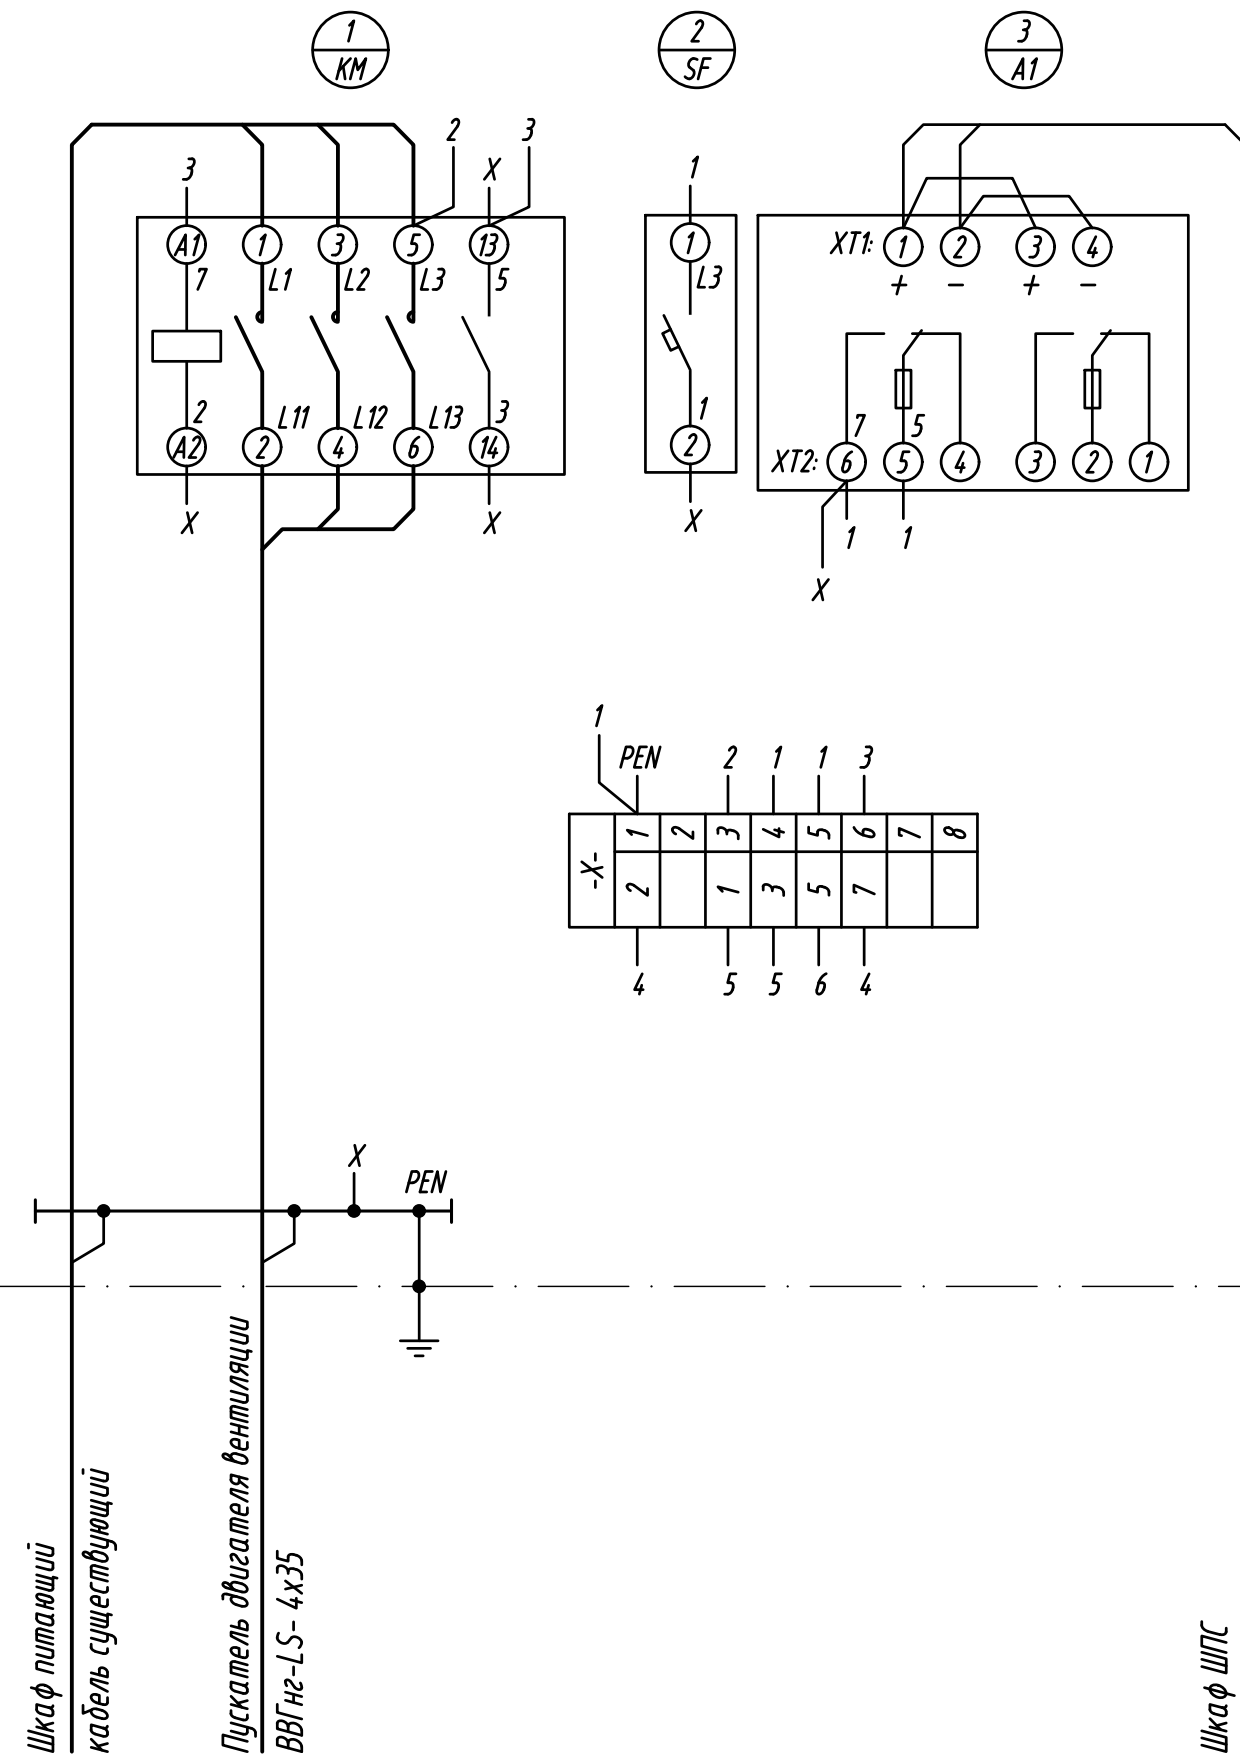 1 2 3
KM SF A1
2 3
3 X 1
A1 1 3 5 13 1 XT1: 1 2 3 4
7 L1 L2 L3 5 L3 + - + -
2 L11 L12 L13 3 1 7 5
A2 2 4 6 14 2 XT2: 6 5 4 3 2 1
X X X 1 1
X
1
PEN 2 1 1 3
-X- 1 2 3 4 5 6 7 8
2 1 3 5 7
4 5 5 6 4
X
PEN
Шкаф питающий
кабель существующий
Пускатель двигателя вентиляции
ВВГнг-LS- 4х35
Шкаф ШПС